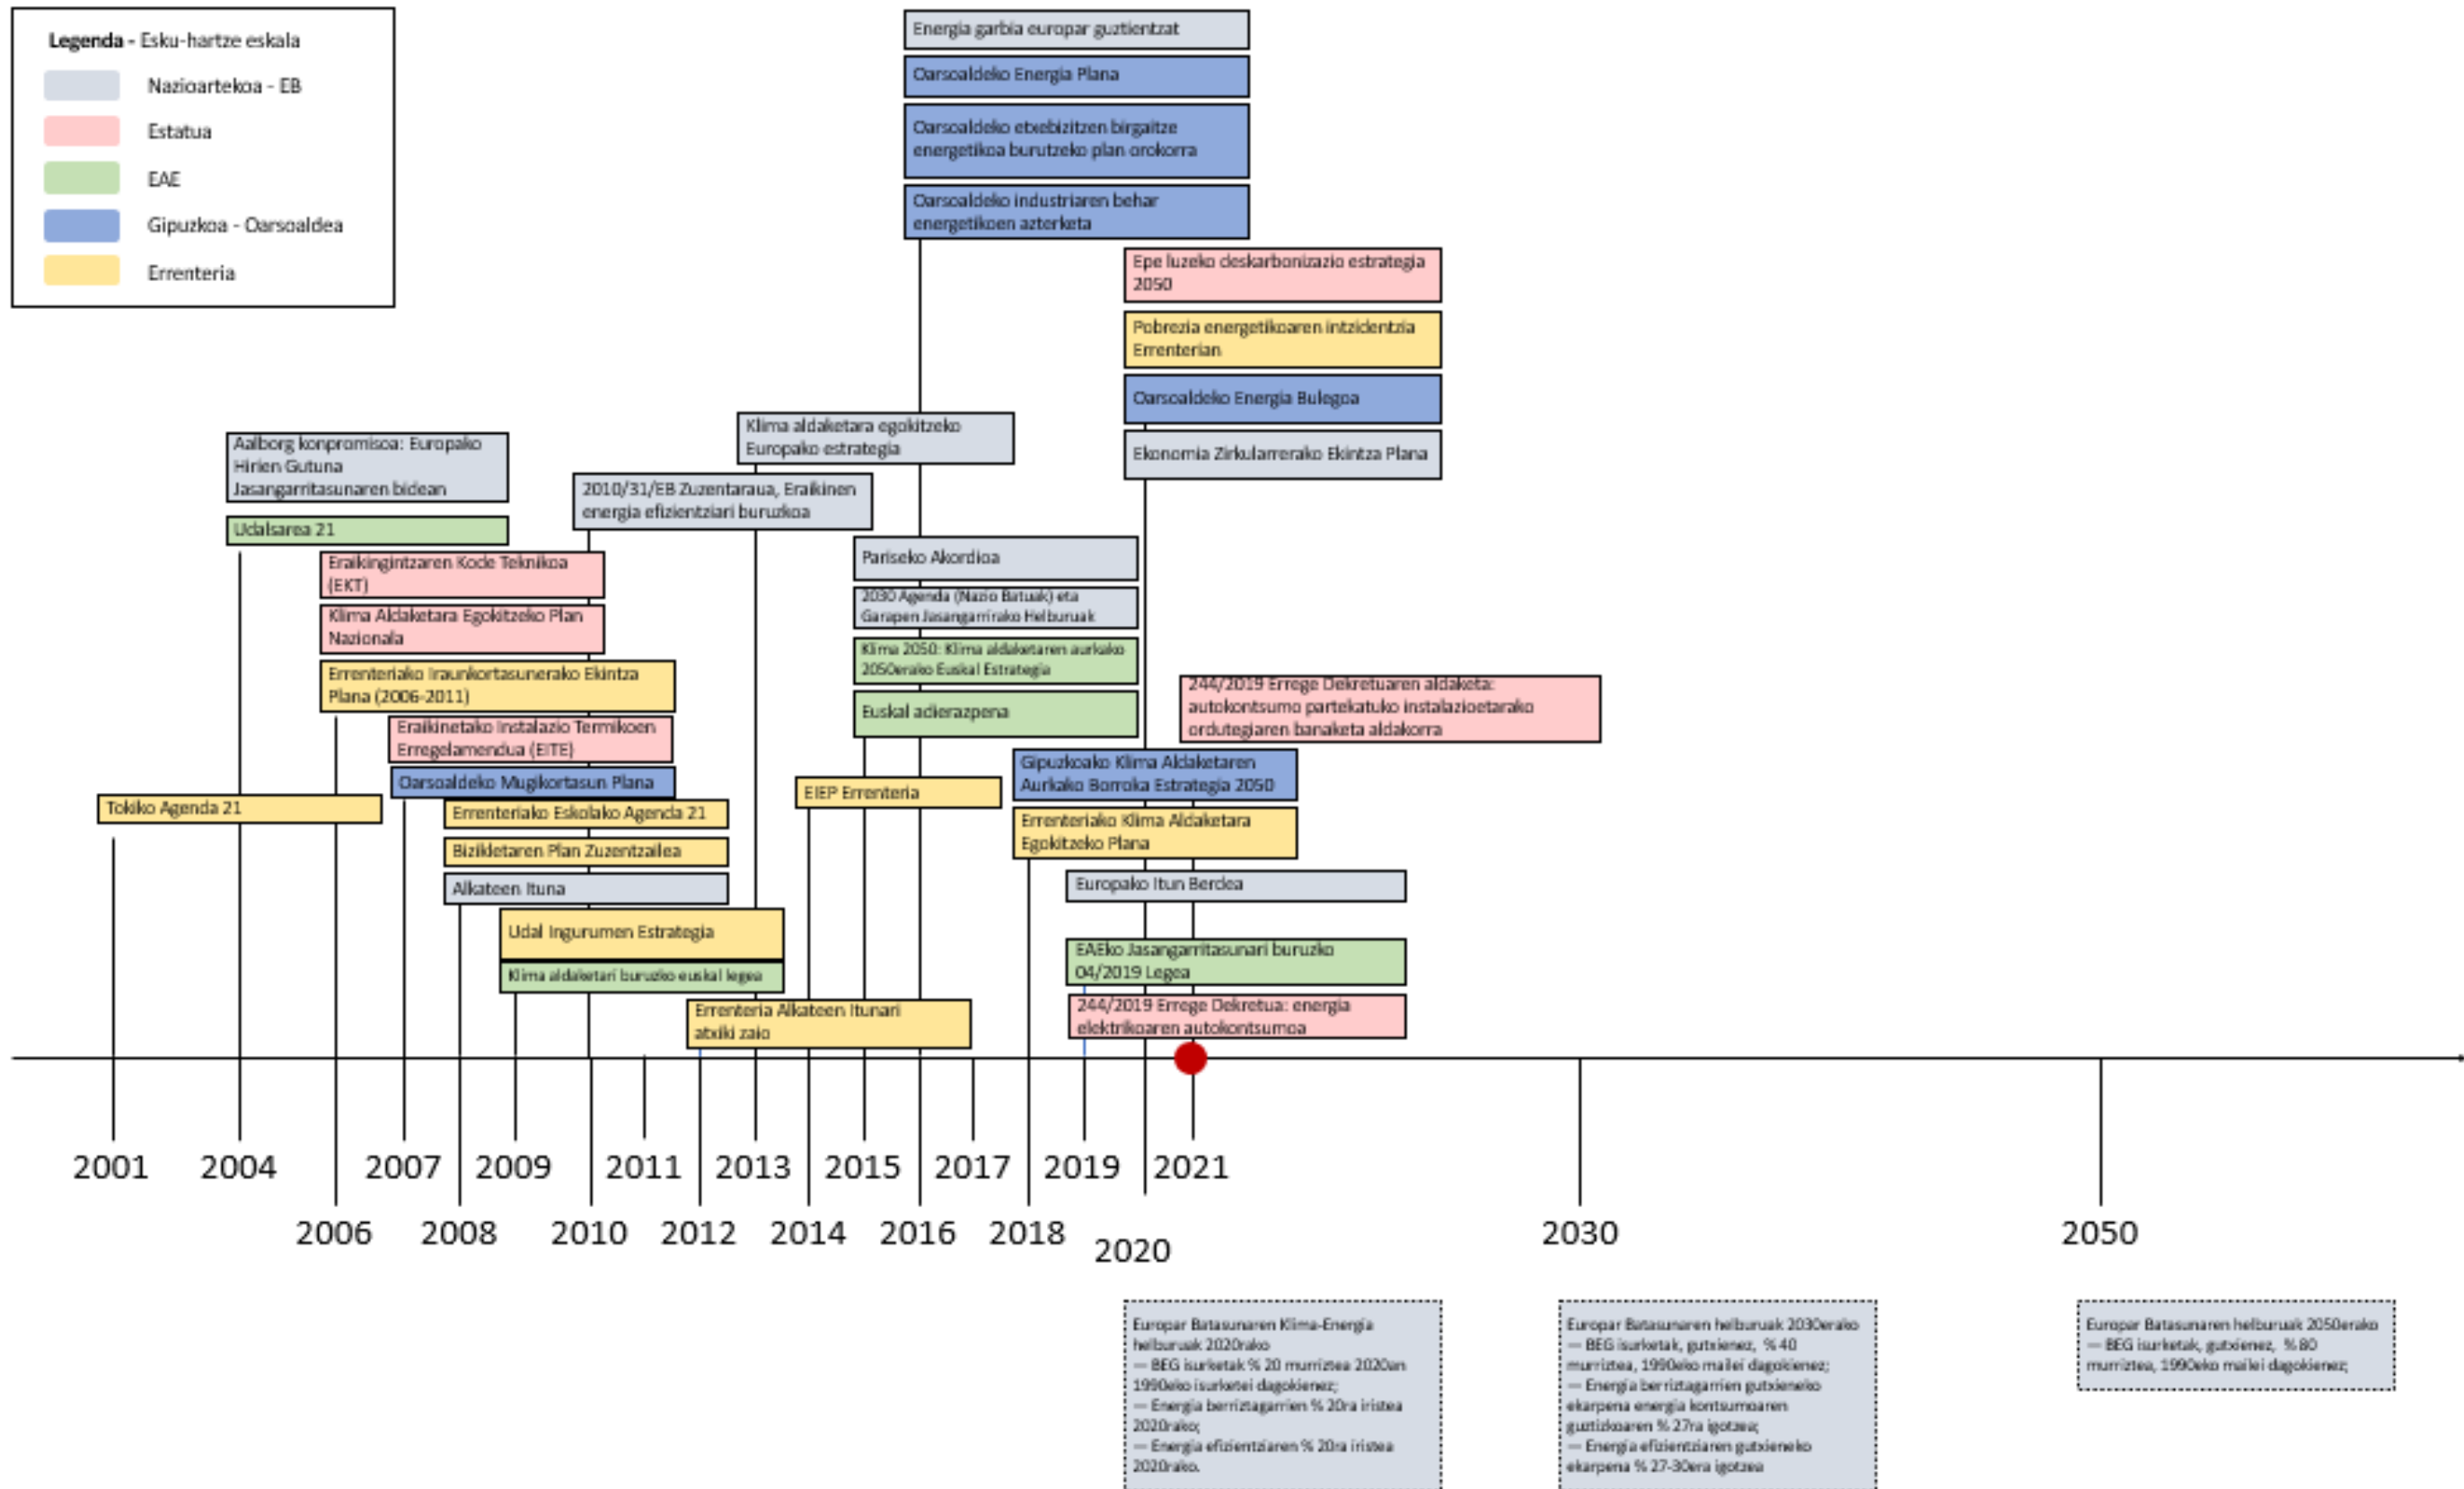 Legenda - Esku-hartze eskala
Nazioartekoa - EB
Estatua
EAE
Gipuzkoa - Oarsoaldea
Errenteria
Energia garbia europar guztientzat
Oarsoaldeko Energia Plana
Oarsoaldeko etxebizitzen birgaitze
energetikoa burutzeko plan orokorra
Oarsoaldeko industriaren behar
energetikoen azterketa
Epe luzeko deskarbonizazio estrategia
2050
Pobrezia energetikoaren intzidentzia
Errenterian
Oarsoaldeko Energia Bulegoa
Ekonomia Zirkularrerako Ekintza Plana
Klima aldaketara egokitzeko
Europako estrategia
Aalborg konpromisoa: Europako
Hirien Gutuna
Jasangarritasunaren bidean
2010/31/EB Zuzentaraua, Eraikinen
energia efizientziari buruzkoa
Udalsarea 21
Eraikingintzaren Kode Teknikoa
(EKT)
Klima Aldaketara Egokitzeko Plan
Nazionala
Errenteriako Iraunkortasunerako Ekintza
Plana (2006-2011)
Eraikinetako Instalazio Termikoen
Erregelamendua (EITE)
Oarsoaldeko Mugikortasun Plana
Tokiko Agenda 21
Errenteriako Eskolako Agenda 21
Bizikletaren Plan Zuzentzailea
Alkateen Ituna
Udal Ingurumen Estrategia
Klima aldaketari buruzko euskal legea
Errenteria Alkateen Itunari
atxiki zaio
Pariseko Akordioa
2030 Agenda (Nazio Batuak) eta
Garapen Jasangarrirako Helburuak
Klima 2050: Klima aldaketaren aurkako
2050erako Euskal Estrategia
Euskal adierazpena
EIEP Errenteria
244/2019 Errege Dekretuaren aldaketa:
autokontsumo partekatuko instalazioetarako
ordutegiaren banaketa aldakorra
Gipuzkoako Klima Aldaketaren
Aurkako Borroka Estrategia 2050
Errenteriako Klima Aldaketara
Egokitzeko Plana
Europako Itun Berdea
EAEko Jasangarritasunari buruzko
04/2019 Legea
244/2019 Errege Dekretua: energia
elektrikoaren autokontsumoa
2001
2004
2007
2009
2011
2013
2015
2017
2019
2021
2006
2008
2010
2012
2014
2016
2018
2020
2030
2050
Europar Batasunaren Klima-Energia
helburuak 2020rako
— BEG isurketak % 20 murriztea 2020an
1990eko isurketei dagokienez;
— Energia berriztagarrien % 20ra iristea
2020rako;
— Energia efizientziaren % 20ra iristea
2020rako.
Europar Batasunaren helburuak 2030erako
— BEG isurketak, gutxienez, % 40
murriztea, 1990eko mailei dagokienez;
— Energia berriztagarrien gutxieneko
ekarpena energia kontsumoaren
guztizkoaren % 27ra igotzea;
— Energia efizientziaren gutxieneko
ekarpena % 27-30era igotzea
Europar Batasunaren helburuak 2050erako
— BEG isurketak, gutxienez, % 80
murriztea, 1990eko mailei dagokienez;